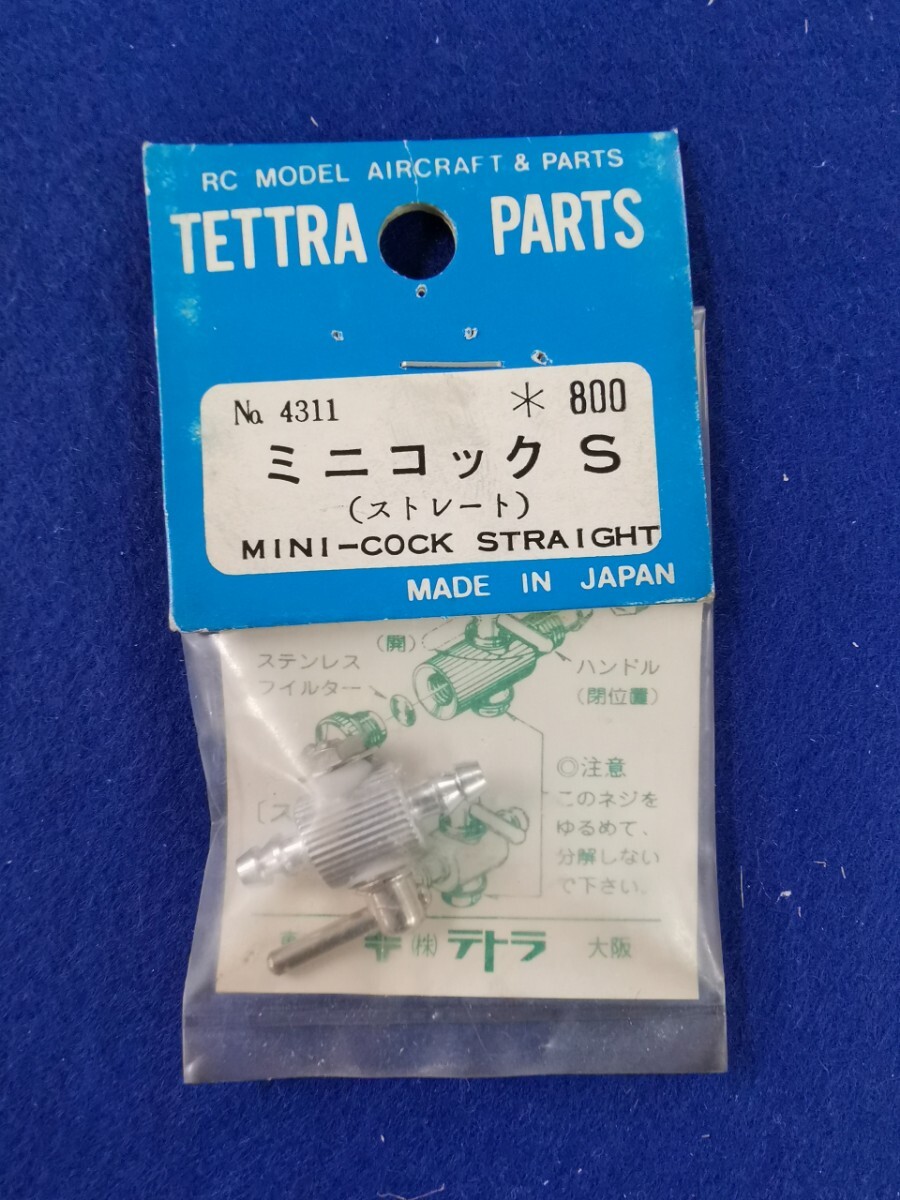 RC MODEL AIRCRAFT & PARTS
TETTRA PARTS
No. 4311 * 800
ミニコック S
(ストレート)
MINI-COCK STRAIGHT
MADE IN JAPAN
(開)
ステンレス
フィルター
ハンドル
(閉位置)
◎注意
このネジを
ゆるめて、
分解しない
で下さい。
〔ス
㈱テトラ 大阪